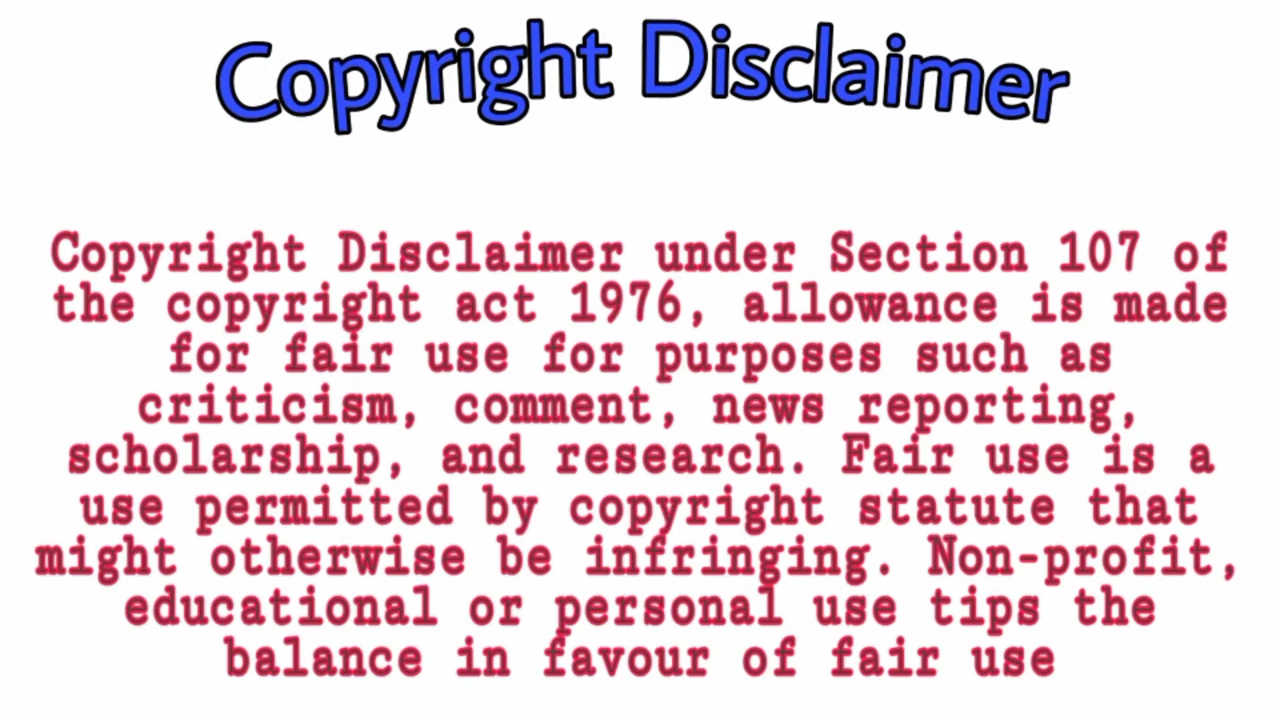 Copyright Disclaimer
Copyright Disclaimer under Section 107 of
the copyright act 1976, allowance is made
for fair use for purposes such as
criticism, comment, news reporting,
scholarship, and research. Fair use is a
use permitted by copyright statute that
might otherwise be infringing. Non-profit,
educational or personal use tips the
balance in favour of fair use